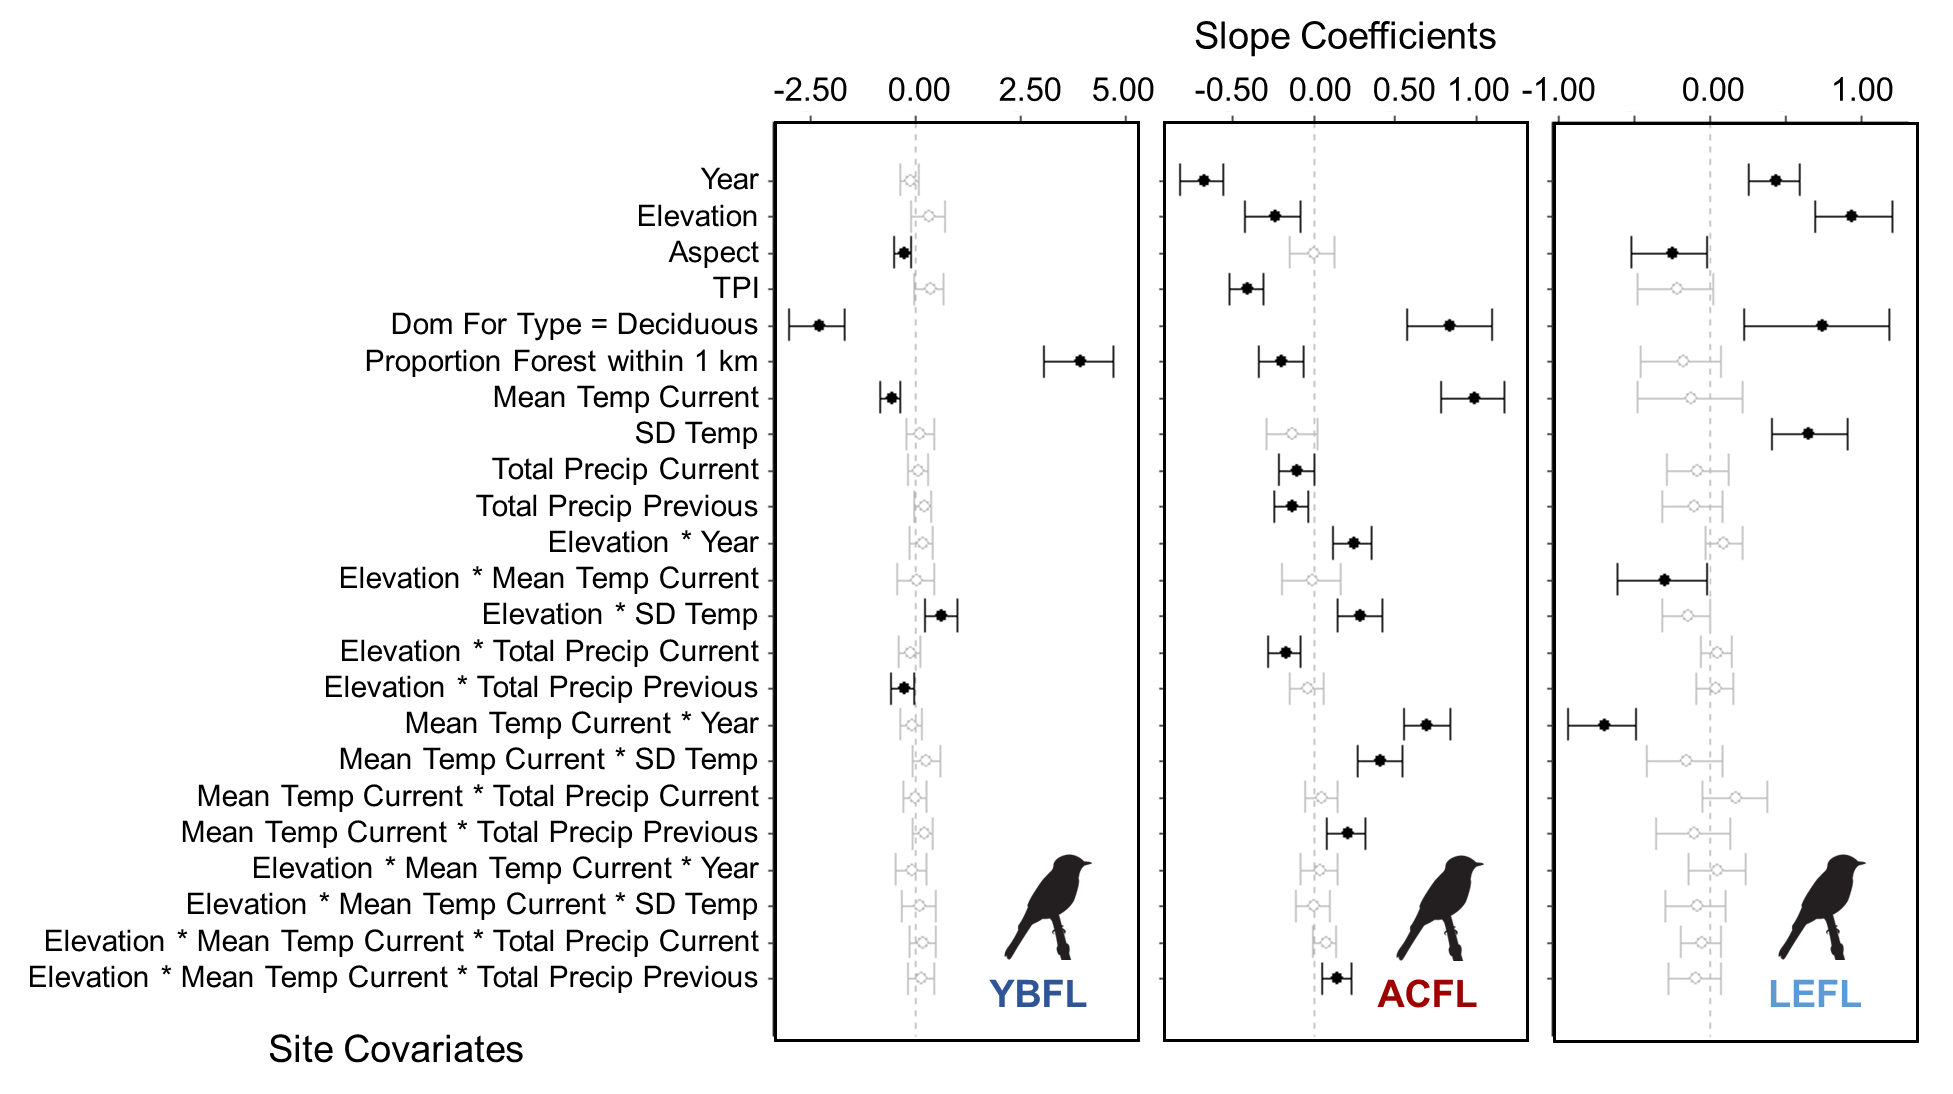 Slope Coefficients
-2.50 0.00 2.50 5.00 -0.50 0.00 0.50 1.00 -1.00 0.00 1.00
Year
Elevation
Aspect
TPI
Dom For Type = Deciduous
Proportion Forest within 1 km
Mean Temp Current
SD Temp
Total Precip Current
Total Precip Previous
Elevation * Year
Elevation * Mean Temp Current
Elevation * SD Temp
Elevation * Total Precip Current
Elevation * Total Precip Previous
Mean Temp Current * Year
Mean Temp Current * SD Temp
Mean Temp Current * Total Precip Current
Mean Temp Current * Total Precip Previous
Elevation * Mean Temp Current * Year
Elevation * Mean Temp Current * SD Temp
Elevation * Mean Temp Current * Total Precip Current
Elevation * Mean Temp Current * Total Precip Previous
YBFL ACFL LEFL
Site Covariates